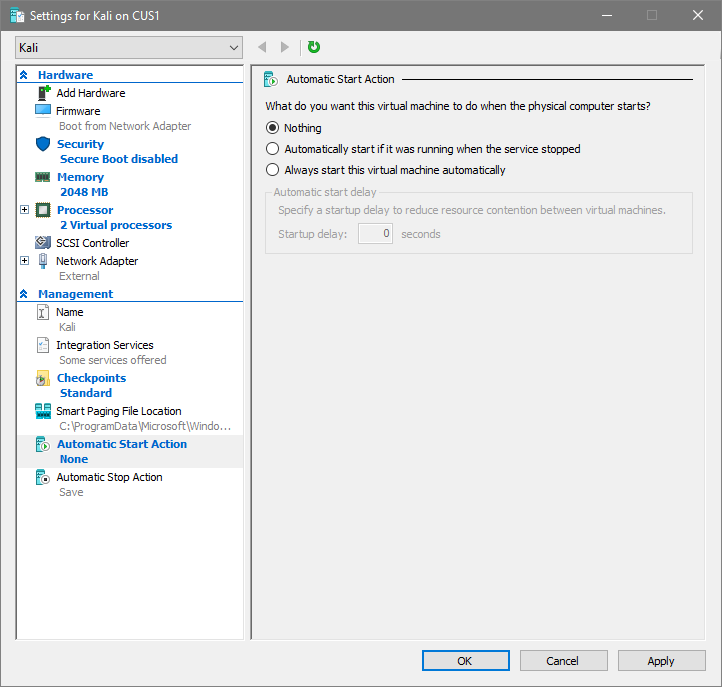 Settings for Kali on CUS1
Kali
Hardware
Add Hardware
Firmware
Boot from Network Adapter
Security
Secure Boot disabled
Memory
2048 MB
Processor
2 Virtual processors
SCSI Controller
Network Adapter
External
Management
Name
Kali
Integration Services
Some services offered
Checkpoints
Standard
Smart Paging File Location
C:\ProgramData\Microsoft\Windo...
Automatic Start Action
None
Automatic Stop Action
Save
Automatic Start Action
What do you want this virtual machine to do when the physical computer starts?
Nothing
Automatically start if it was running when the service stopped
Always start this virtual machine automatically
Automatic start delay
Specify a startup delay to reduce resource contention between virtual machines.
Startup delay: 0 seconds
OK Cancel Apply